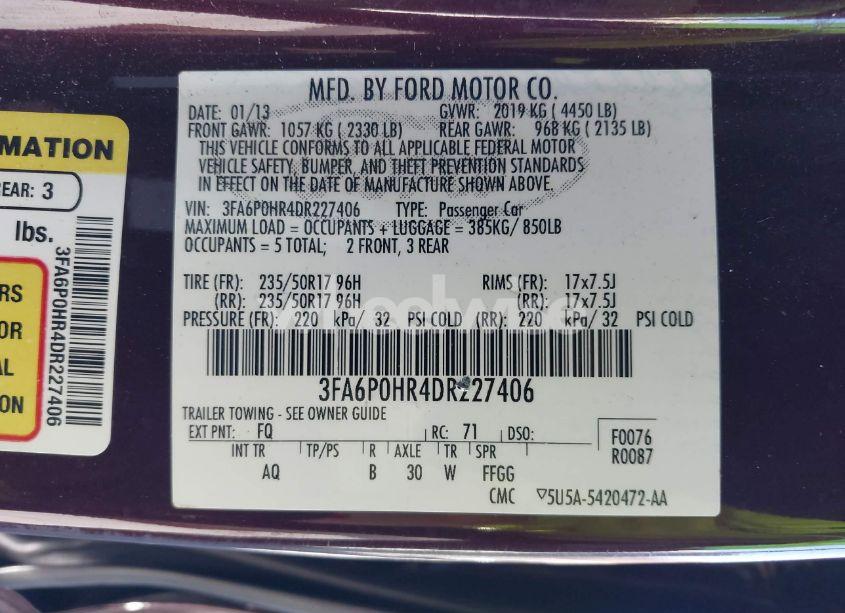 MFD. BY FORD MOTOR CO.
DATE: 01/13 GVWR: 2019 KG ( 4450 LB)
FRONT GAWR: 1057 KG ( 2330 LB) REAR GAWR: 968 KG ( 2135 LB)
THIS VEHICLE CONFORMS TO ALL APPLICABLE FEDERAL MOTOR
VEHICLE SAFETY, BUMPER, AND THEFT PREVENTION STANDARDS
IN EFFECT ON THE DATE OF MANUFACTURE SHOWN ABOVE.
VIN: 3FA6P0HR4DR227406 TYPE: Passenger Car
MAXIMUM LOAD = OCCUPANTS + LUGGAGE = 385KG/ 850LB
OCCUPANTS = 5 TOTAL; 2 FRONT, 3 REAR
TIRE (FR): 235/50R17 96H RIMS (FR): 17x7.5J
(RR): 235/50R17 96H (RR): 17x7.5J
PRESSURE (FR): 220 kPa/ 32 PSI COLD (RR): 220 kPa/ 32 PSI COLD
3FA6P0HR4DR227406
TRAILER TOWING - SEE OWNER GUIDE
EXT PNT: FQ RC: 71 DSO: F0076
R0087
INT TR TP/PS R AXLE TR SPR
AQ B 30 W FFGG
CMC ▽5U5A-5420472-AA
MATION
REAR: 3
lbs.
RS
OR
AL
ION
3FA6P0HR4DR227406